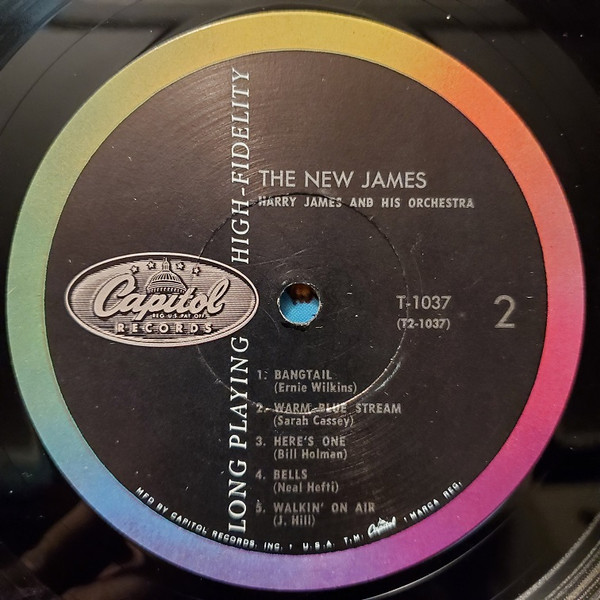 THE NEW JAMES
HARRY JAMES AND HIS ORCHESTRA
LONG PLAYING HIGH-FIDELITY
Capitol
REG. U.S. PAT. OFF.
RECORDS
T-1037
(T2-1037)
2
1. BANGTAIL
(Ernie Wilkins)
2. WARM BLUE STREAM
(Sarah Cassey)
3. HERE'S ONE
(Bill Holman)
4. BELLS
(Neal Hefti)
5. WALKIN' ON AIR
(J. Hill)
MFD BY CAPITOL RECORDS, INC. • U.S.A. T.M. Capitol • MARCA REG.